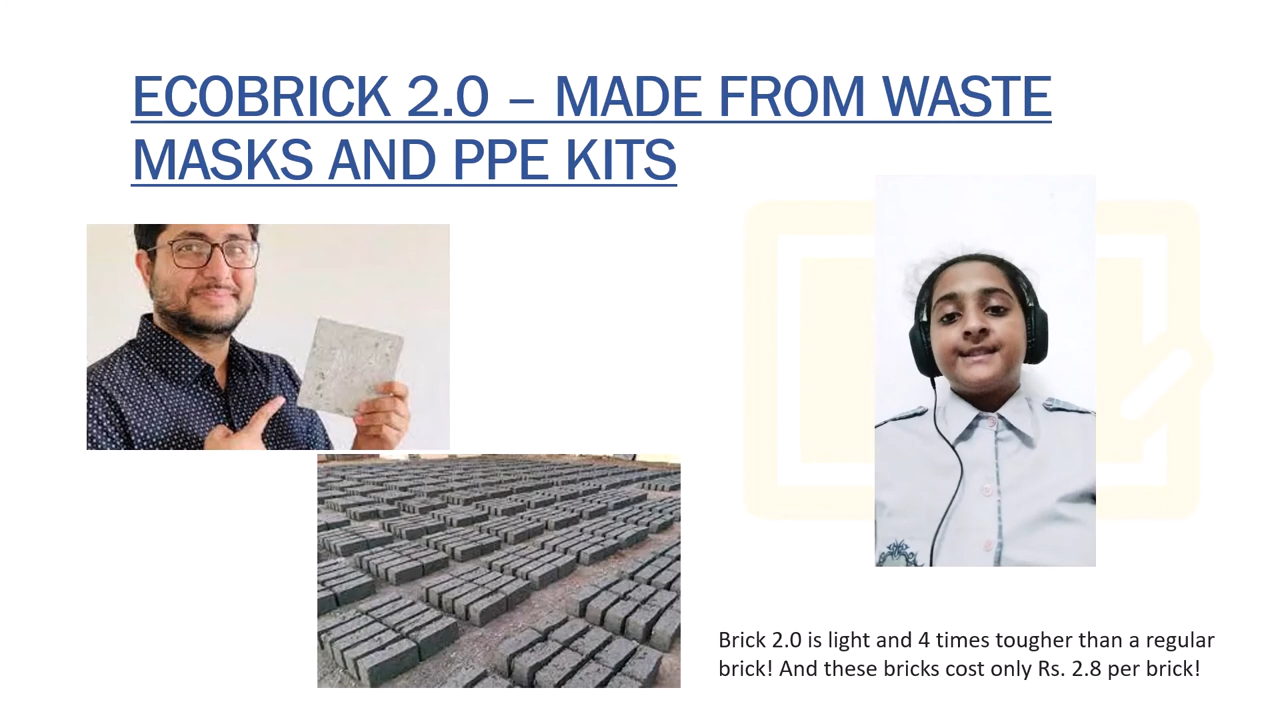 ECOBRICK 2.0 – MADE FROM WASTE
MASKS AND PPE KITS
Brick 2.0 is light and 4 times tougher than a regular
brick! And these bricks cost only Rs. 2.8 per brick!